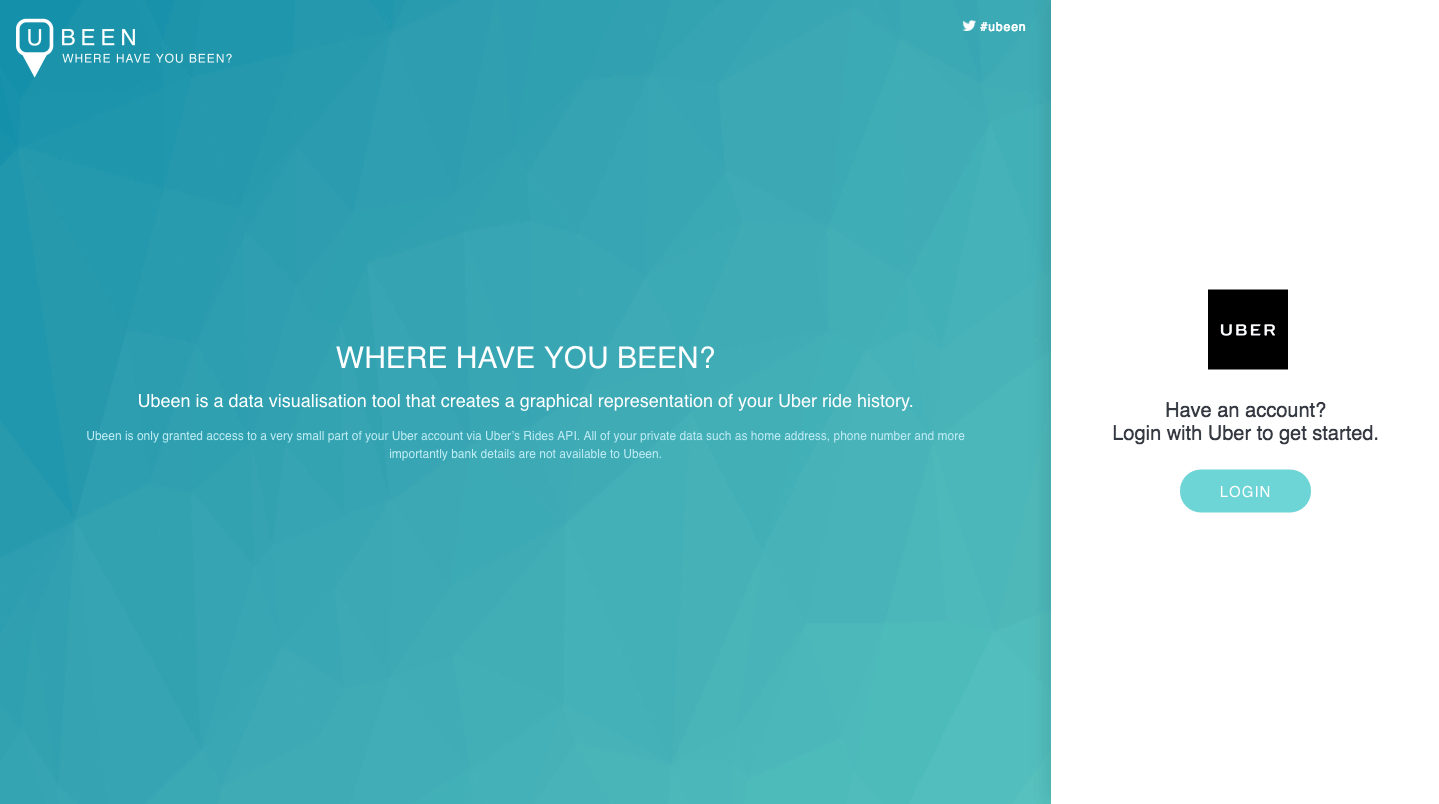 UBEEN
WHERE HAVE YOU BEEN?
#ubeen
WHERE HAVE YOU BEEN?
Ubeen is a data visualisation tool that creates a graphical representation of your Uber ride history.
Ubeen is only granted access to a very small part of your Uber account via Uber's Rides API. All of your private data such as home address, phone number and more
importantly bank details are not available to Ubeen.
UBER
Have an account?
Login with Uber to get started.
LOGIN